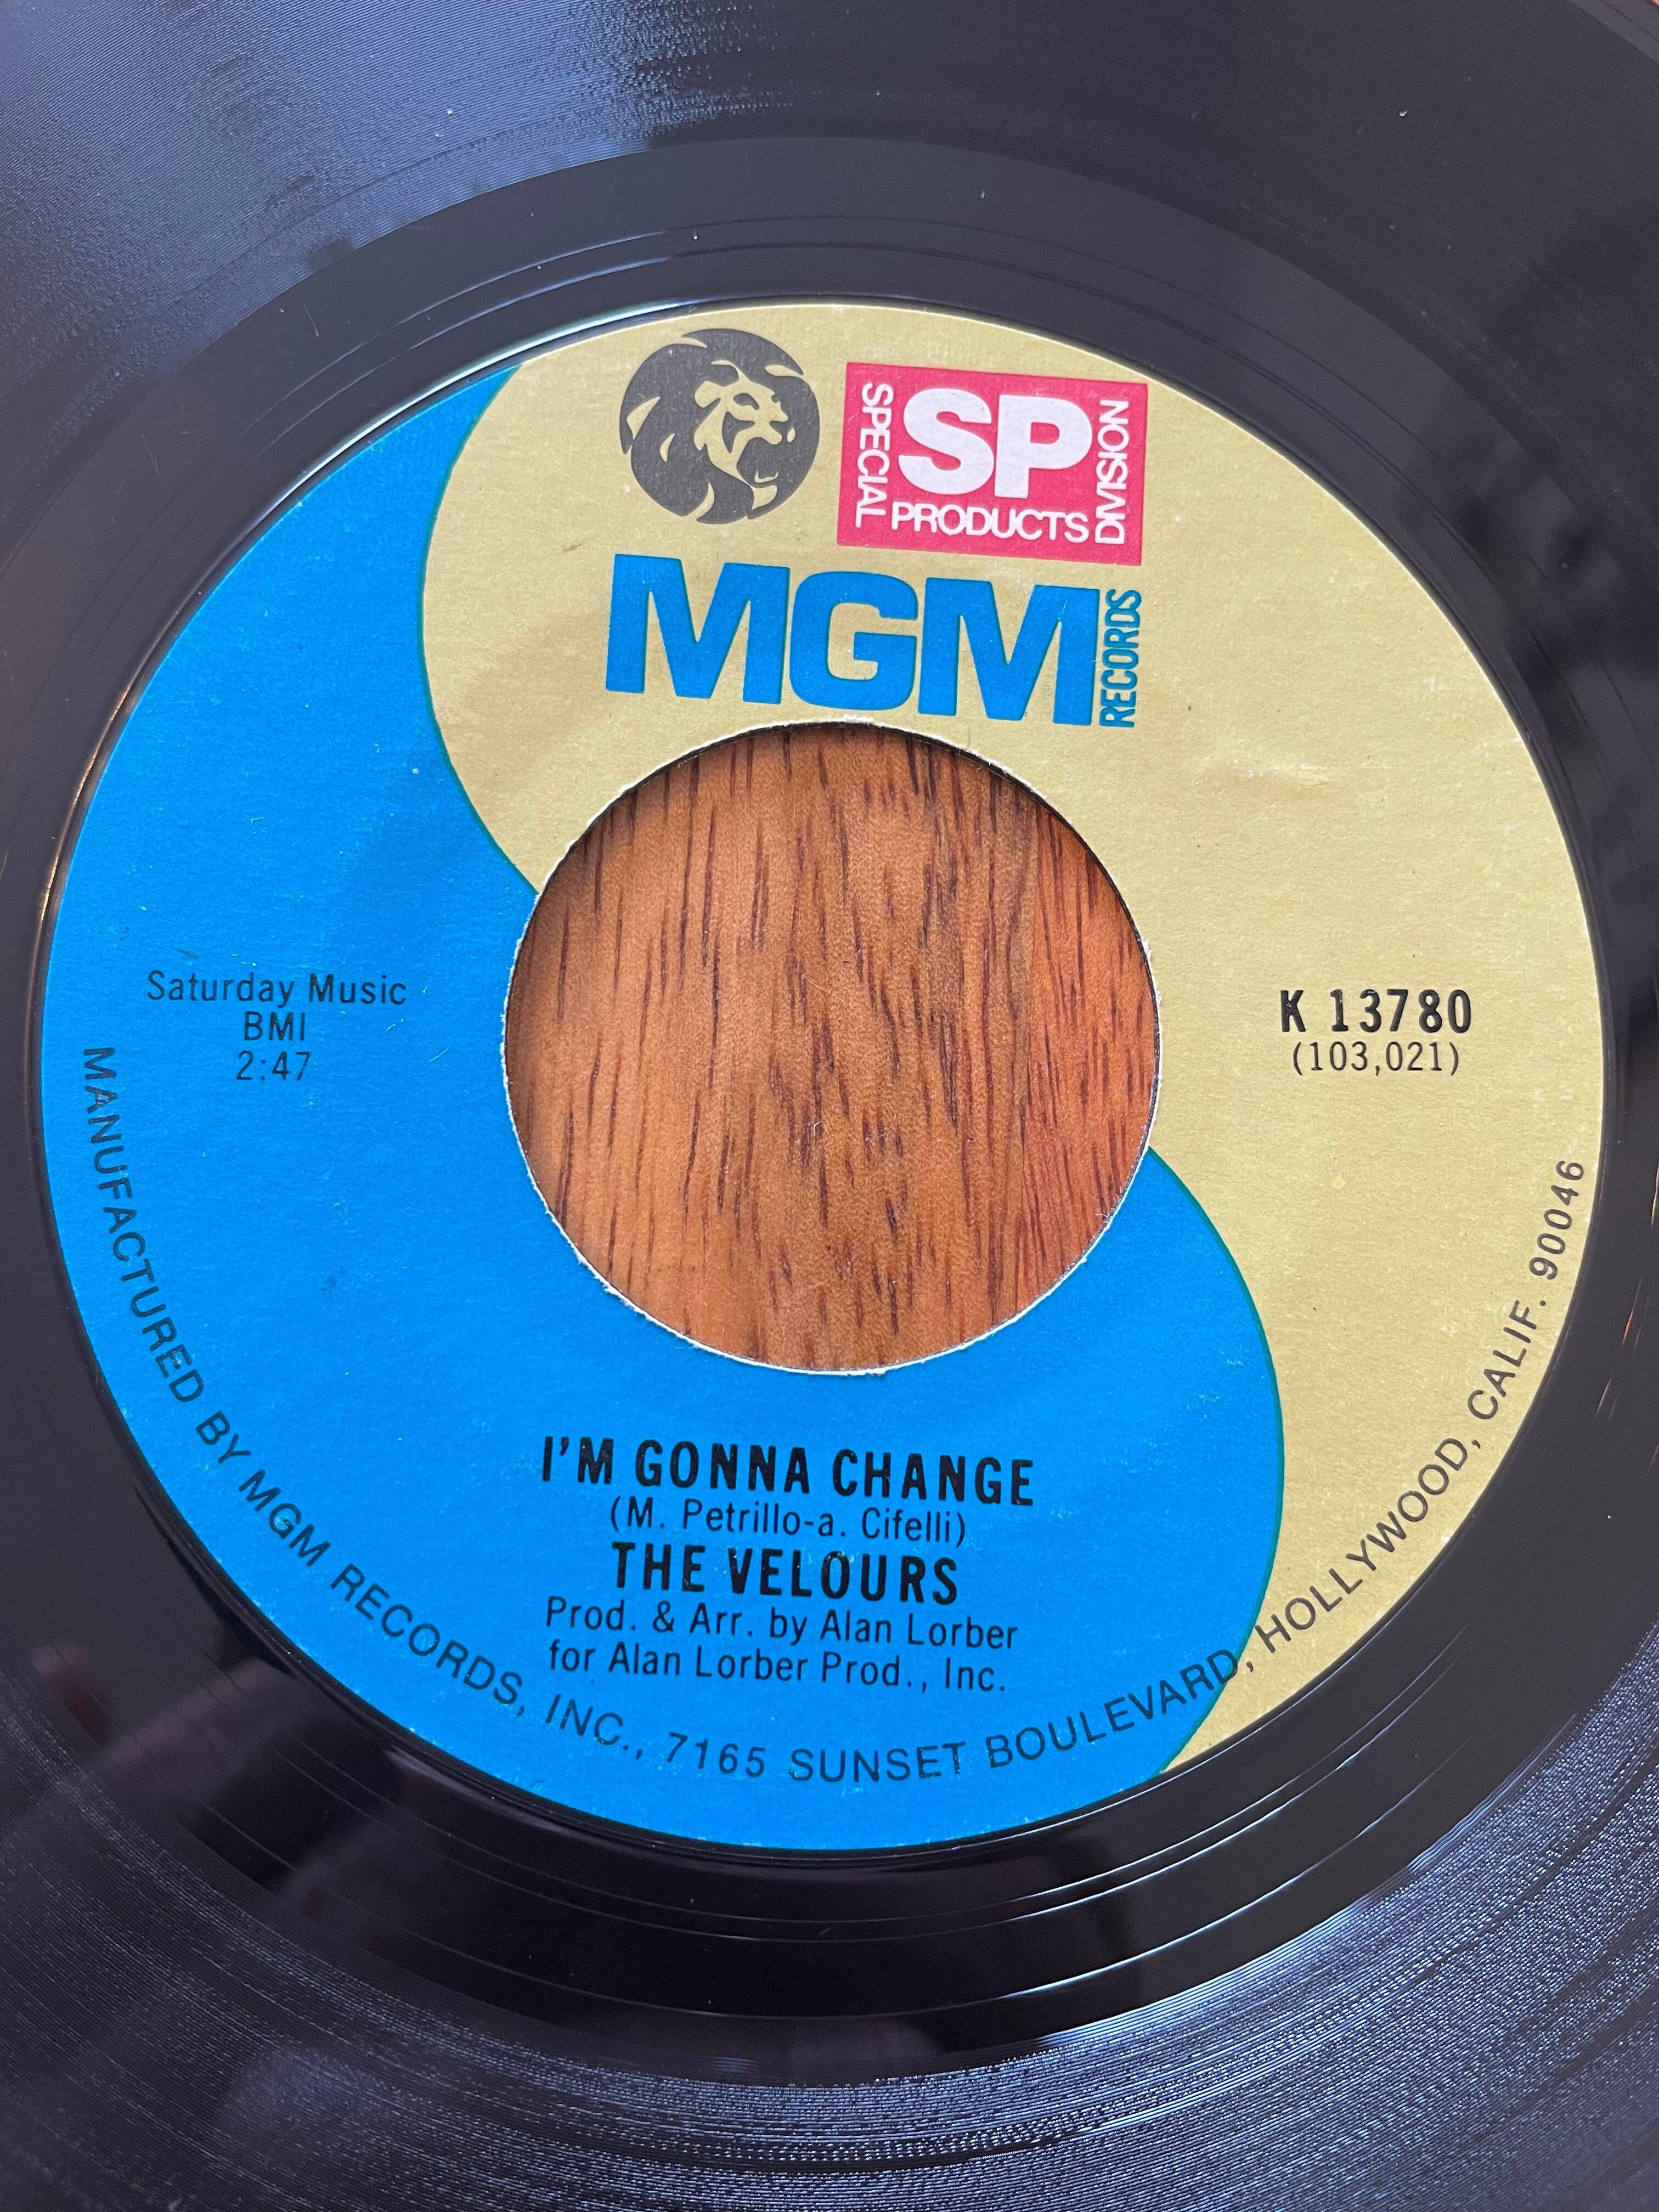 SP
SPECIAL PRODUCTS DIVISION
MGM RECORDS
Saturday Music
BMI
2:47
K 13780
(103,021)
I'M GONNA CHANGE
(M. Petrillo-a. Cifelli)
THE VELOURS
Prod. & Arr. by Alan Lorber
for Alan Lorber Prod., Inc.
MANUFACTURED BY MGM RECORDS, INC., 7165 SUNSET BOULEVARD, HOLLYWOOD, CALIF. 90046